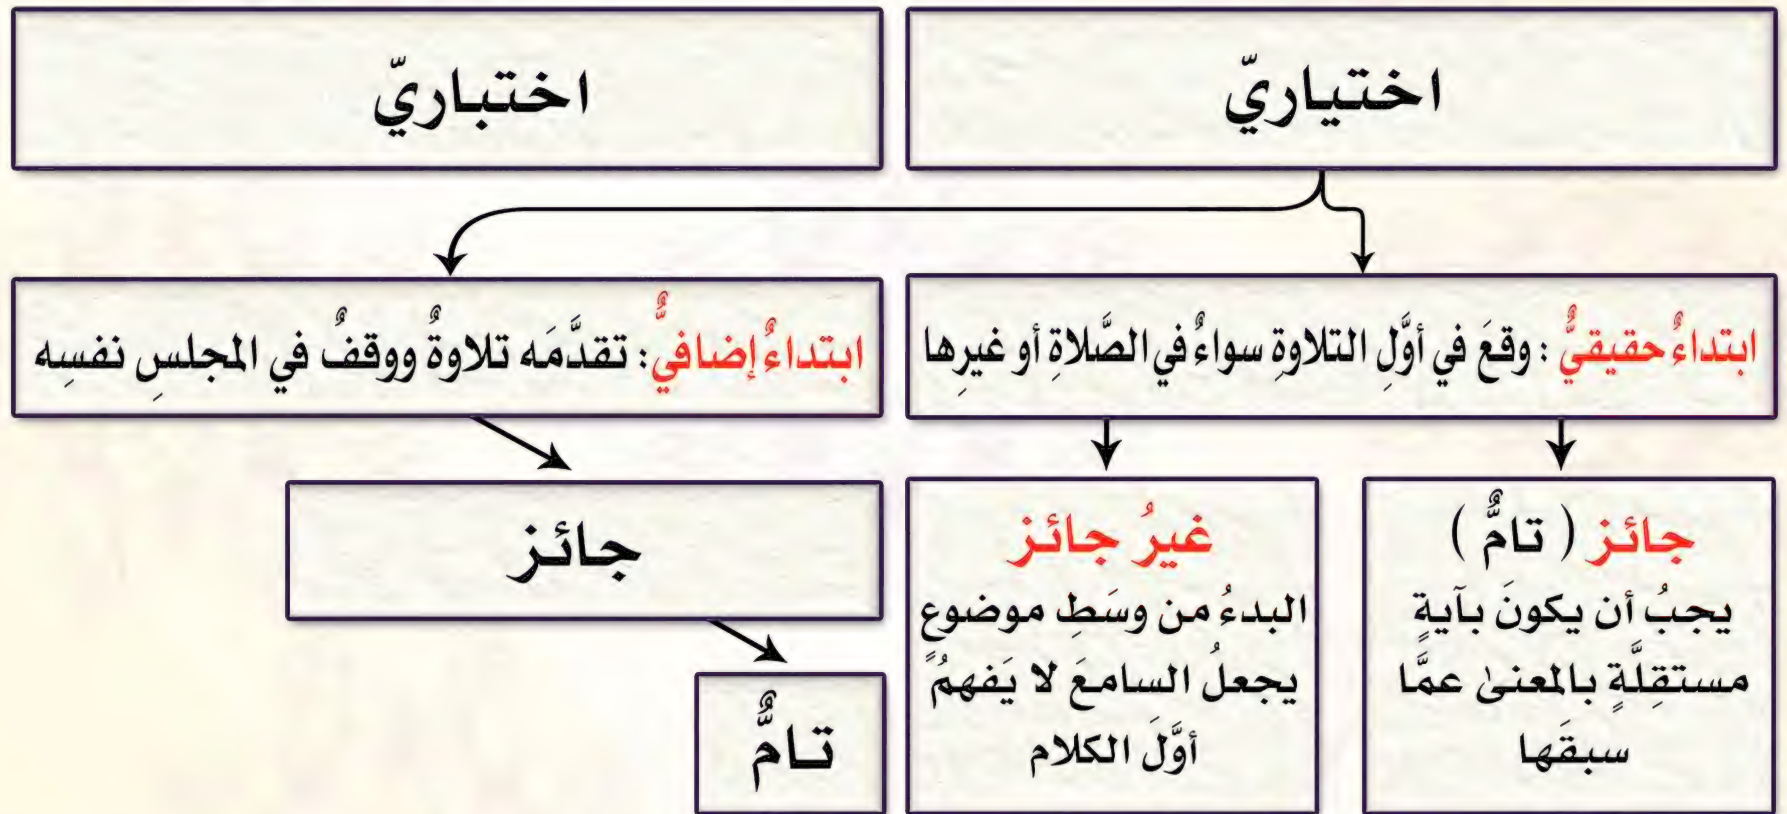 اختياريّ
اختباريّ
ابتداءٌ حقيقيٌّ : وقعَ في أوَّلِ التلاوةِ سواءٌ في الصَّلاةِ أو غيرِها
ابتداءٌ إضافيٌّ : تقدَّمَه تلاوةٌ ووقفٌ في المجلسِ نفسِه
جائز ( تامٌّ )
يجبُ أن يكونَ بآيةٍ
مستقِلَّةٍ بالمعنىٰ عمَّا
سبقَها
غيرُ جائز
البدءُ من وسَطِ موضوعٍ
يجعلُ السامعَ لا يَفهمُ
أوَّلَ الكلام
جائز
تامٌّ